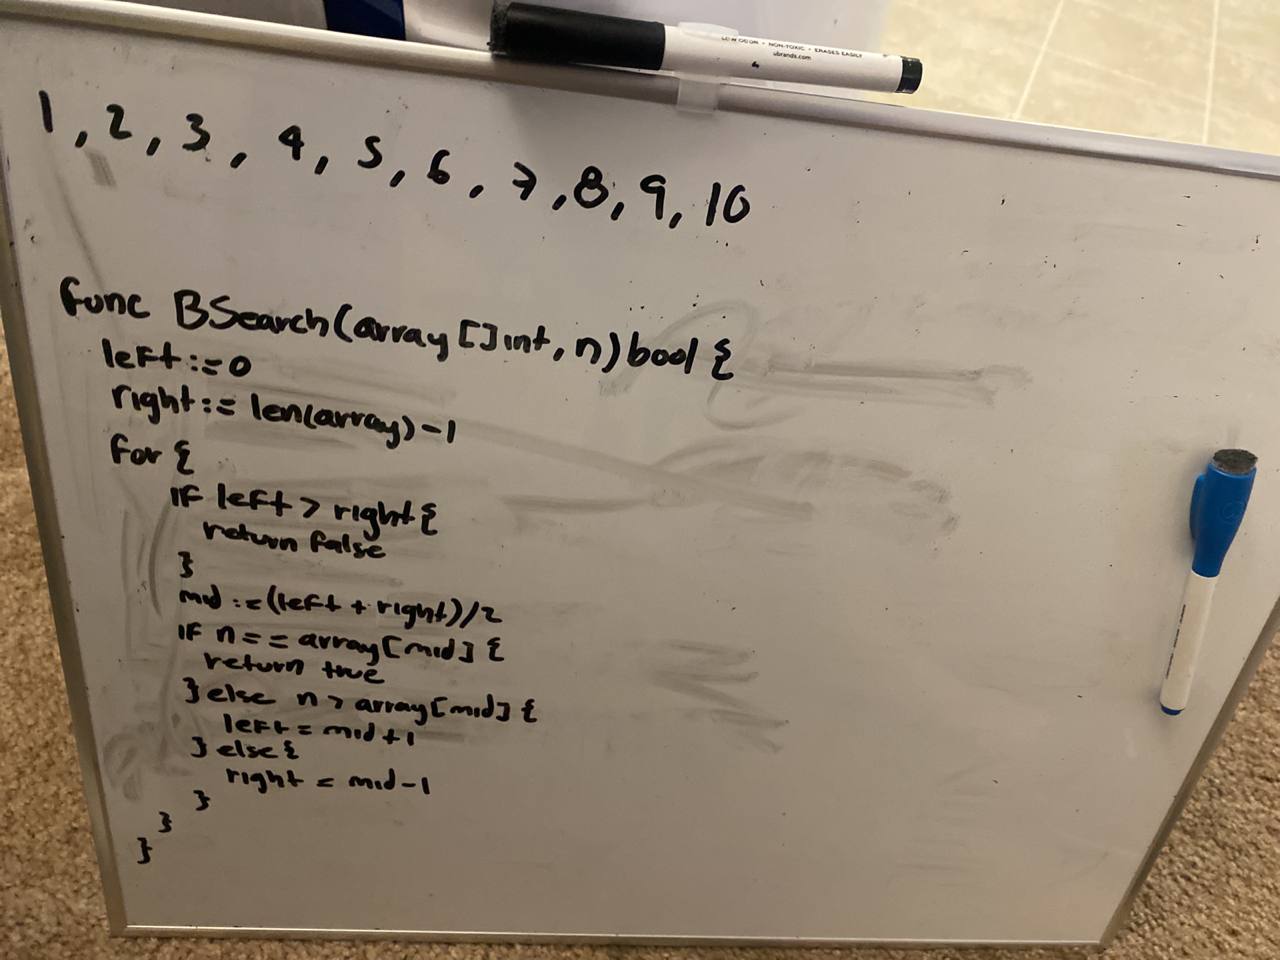 LOW ODOR • NON-TOXIC • ERASES EASILY
ubrands.com
1, 2, 3, 4, 5, 6, 7, 8, 9, 10
func BSearch(array []int, n) bool {
left := 0
right := len(array) - 1
for {
if left > right {
return false
}
mid := (left + right)/2
if n == array[mid] {
return true
} else n > array[mid] {
left = mid + 1
} else {
right = mid - 1
}
}
}